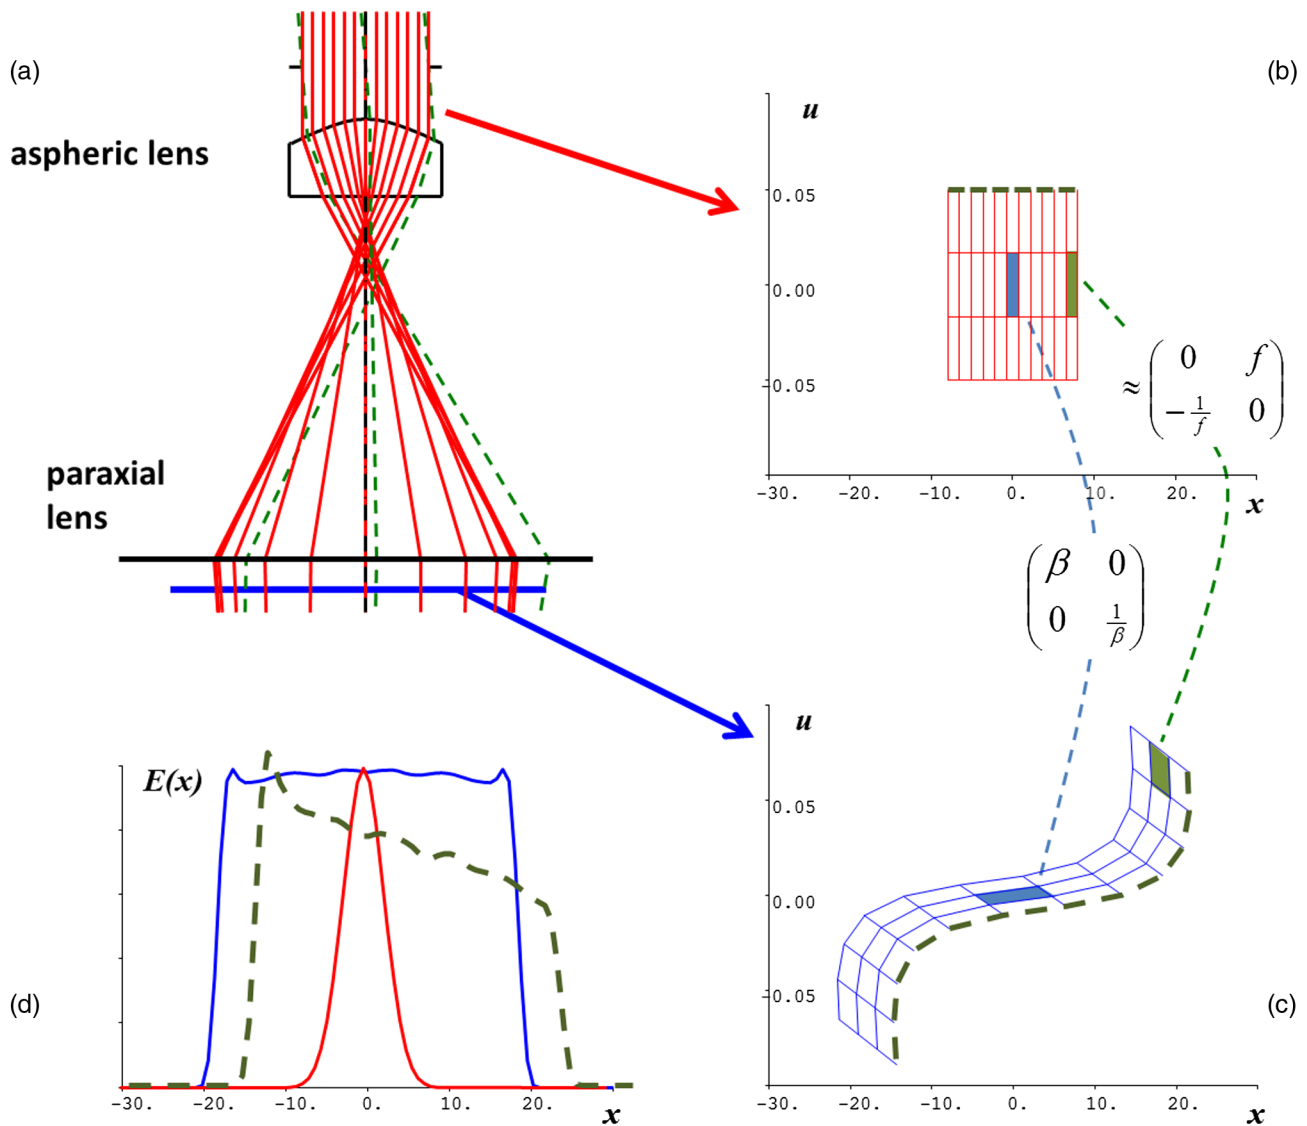 (a)
(b)
aspheric lens
paraxial
lens
u
0.05
0.00
-0.05
-30.
-20.
-10.
0.
10.
20.
x
≈ ( 0 f
-1/f 0 )
( β 0
0 1/β )
u
0.05
0.00
-0.05
-30.
-20.
-10.
0.
10.
20.
x
(c)
E(x)
(d)
-30.
-20.
-10.
0.
10.
20.
x